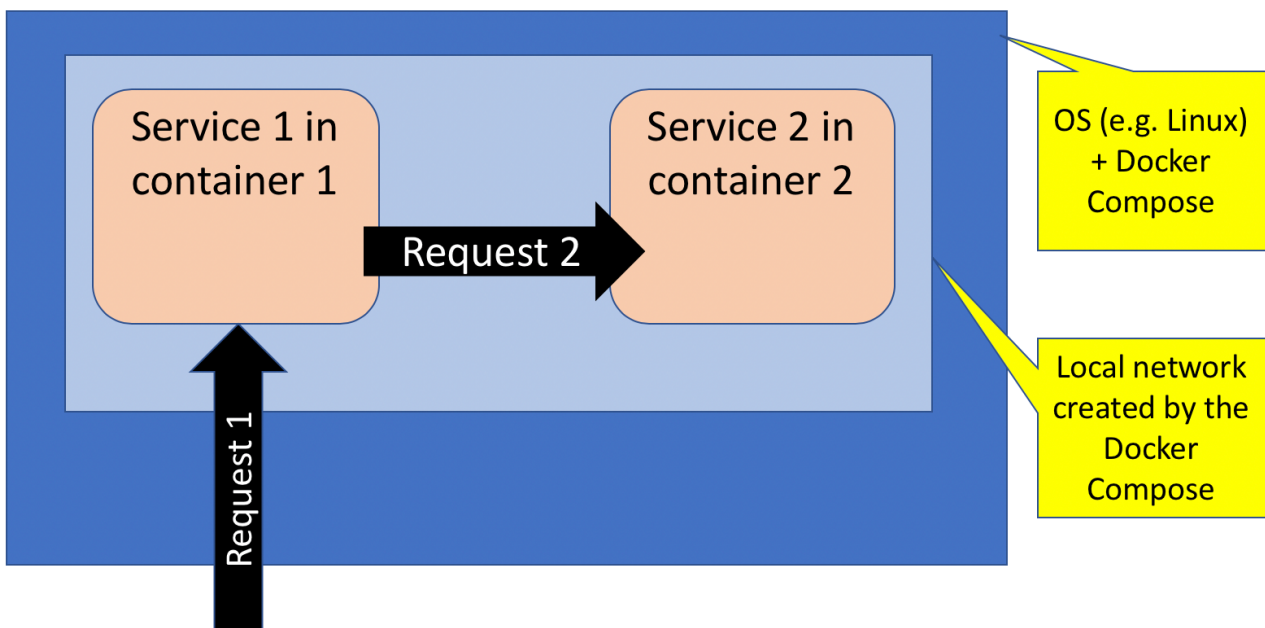 Service 1 in
container 1
Service 2 in
container 2
Request 2
Request 1
OS (e.g. Linux)
+ Docker
Compose
Local network
created by the
Docker
Compose